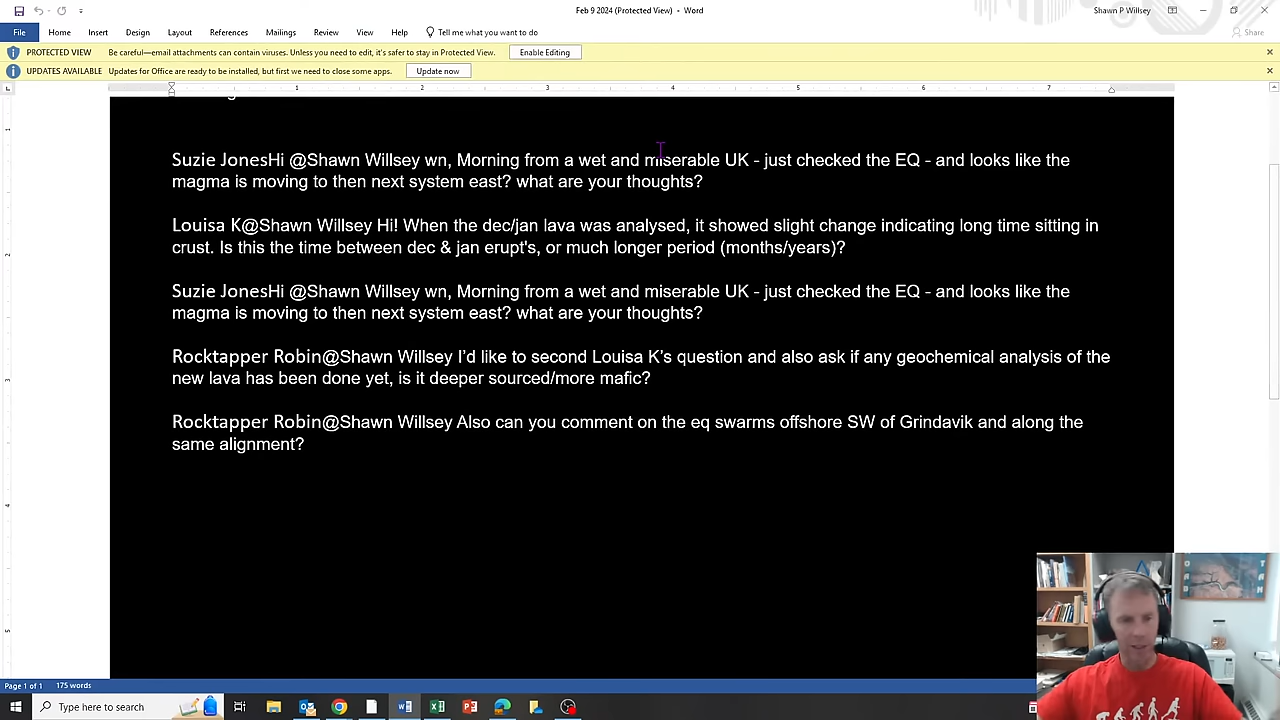 Feb 9 2024 (Protected View) - Word
Shawn P Willsey
File Home Insert Design Layout References Mailings Review View Help Tell me what you want to do Share
PROTECTED VIEW Be careful—email attachments can contain viruses. Unless you need to edit, it's safer to stay in Protected View. Enable Editing
UPDATES AVAILABLE Updates for Office are ready to be installed, but first we need to close some apps. Update now
1 2 3 4 5 6 7
Suzie JonesHi @Shawn Willsey wn, Morning from a wet and miserable UK - just checked the EQ - and looks like the
magma is moving to then next system east? what are your thoughts?
Louisa K@Shawn Willsey Hi! When the dec/jan lava was analysed, it showed slight change indicating long time sitting in
crust. Is this the time between dec & jan erupt's, or much longer period (months/years)?
Suzie JonesHi @Shawn Willsey wn, Morning from a wet and miserable UK - just checked the EQ - and looks like the
magma is moving to then next system east? what are your thoughts?
Rocktapper Robin@Shawn Willsey I’d like to second Louisa K’s question and also ask if any geochemical analysis of the
new lava has been done yet, is it deeper sourced/more mafic?
Rocktapper Robin@Shawn Willsey Also can you comment on the eq swarms offshore SW of Grindavik and along the
same alignment?
Page 1 of 1 175 words
Type here to search